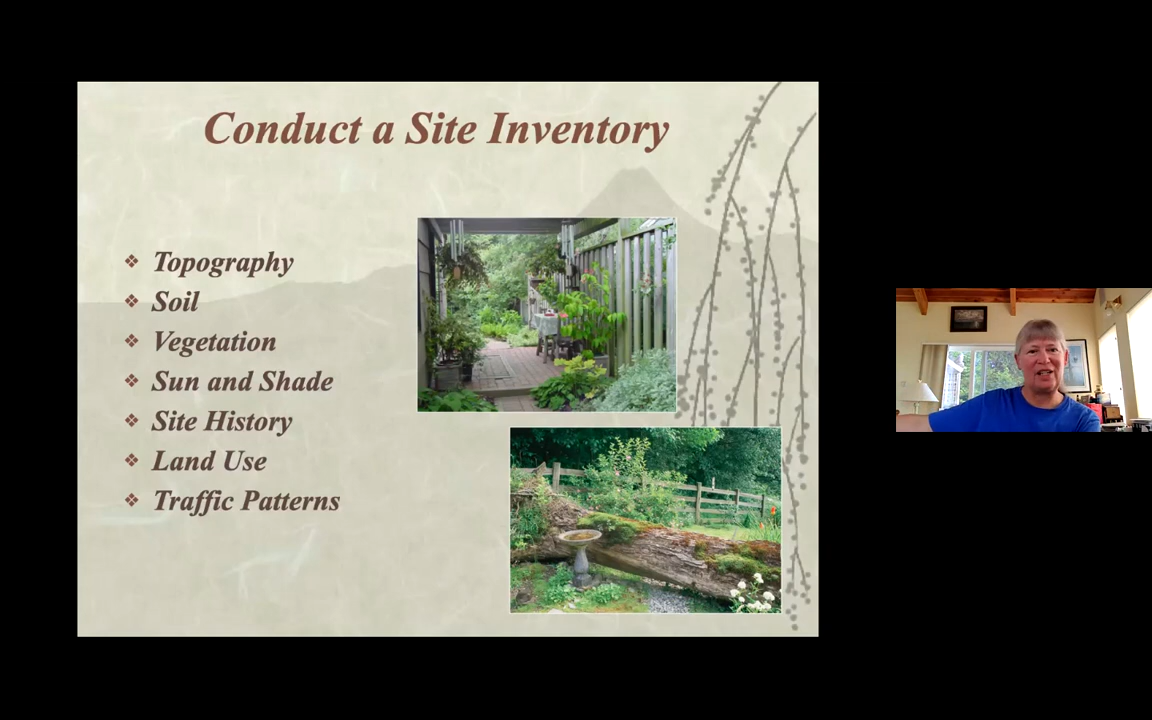 Conduct a Site Inventory
❖ Topography
❖ Soil
❖ Vegetation
❖ Sun and Shade
❖ Site History
❖ Land Use
❖ Traffic Patterns